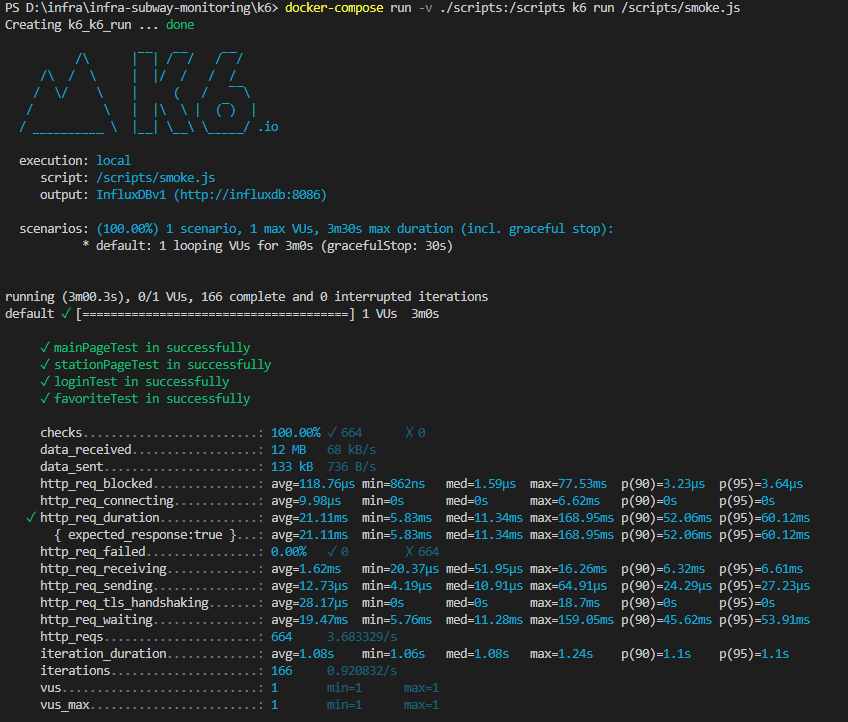 PS D:\infra\infra-subway-monitoring\k6> docker-compose run -v ./scripts:/scripts k6 run /scripts/smoke.js
Creating k6_k6_run ... done
          /\      |‾‾| /‾‾/   /‾‾/
     /\  /  \     |  |/  /   /  /
    /  \/    \    |     (   /   ‾‾\
   /          \   |  |\  \ |  (‾)  |
  / __________ \  |__| \__\ \_____/ .io
  execution: local
     script: /scripts/smoke.js
     output: InfluxDBv1 (http://influxdb:8086)
  scenarios: (100.00%) 1 scenario, 1 max VUs, 3m30s max duration (incl. graceful stop):
           * default: 1 looping VUs for 3m0s (gracefulStop: 30s)
running (3m00.3s), 0/1 VUs, 166 complete and 0 interrupted iterations
default ✓ [======================================] 1 VUs  3m0s
     ✓ mainPageTest in successfully
     ✓ stationPageTest in successfully
     ✓ loginTest in successfully
     ✓ favoriteTest in successfully
     checks.........................: 100.00% ✓ 664      ✗ 0
     data_received..................: 12 MB   68 kB/s
     data_sent......................: 133 kB  736 B/s
     http_req_blocked...............: avg=118.76µs min=862ns   med=1.59µs  max=77.53ms  p(90)=3.23µs  p(95)=3.64µs
     http_req_connecting............: avg=9.98µs   min=0s      med=0s      max=6.62ms   p(90)=0s      p(95)=0s
   ✓ http_req_duration..............: avg=21.11ms  min=5.83ms  med=11.34ms max=168.95ms p(90)=52.06ms p(95)=60.12ms
       { expected_response:true }...: avg=21.11ms  min=5.83ms  med=11.34ms max=168.95ms p(90)=52.06ms p(95)=60.12ms
     http_req_failed................: 0.00%   ✓ 0        ✗ 664
     http_req_receiving.............: avg=1.62ms   min=20.37µs med=51.95µs max=16.26ms  p(90)=6.32ms  p(95)=6.61ms
     http_req_sending...............: avg=12.73µs  min=4.19µs  med=10.91µs max=64.91µs  p(90)=24.29µs p(95)=27.23µs
     http_req_tls_handshaking.......: avg=28.17µs  min=0s      med=0s      max=18.7ms   p(90)=0s      p(95)=0s
     http_req_waiting...............: avg=19.47ms  min=5.76ms  med=11.28ms max=159.05ms p(90)=45.62ms p(95)=53.91ms
     http_reqs......................: 664     3.683329/s
     iteration_duration.............: avg=1.08s    min=1.06s   med=1.08s   max=1.24s    p(90)=1.1s    p(95)=1.1s
     iterations.....................: 166     0.920832/s
     vus............................: 1       min=1      max=1
     vus_max........................: 1       min=1      max=1